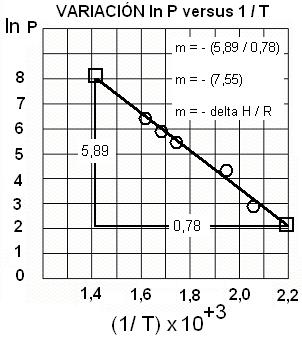 VARIACIÓN ln P versus 1 / T
ln P
m = - (5,89 / 0,78)
m = - (7,55)
m = - delta H / R
8
7
6
5
4
3
2
1
0
5,89
0,78
1,4 1,6 1,8 2,0 2,2
(1/ T) x 10 +3